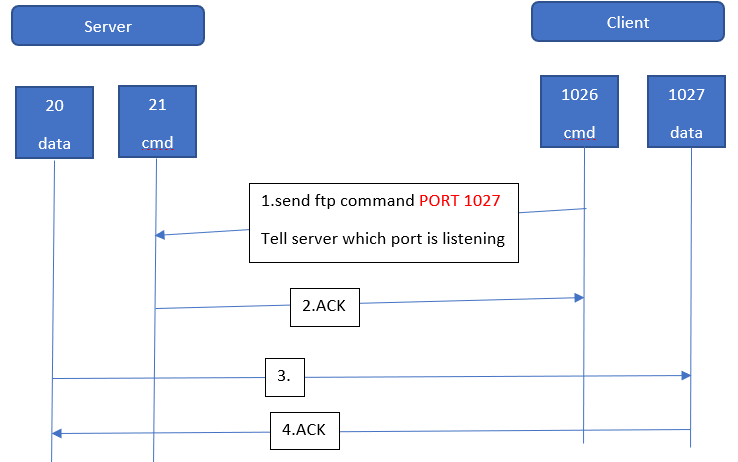 Server
Client
20
data
21
cmd
1026
cmd
1027
data
1.send ftp command PORT 1027
Tell server which port is listening
2.ACK
3.
4.ACK